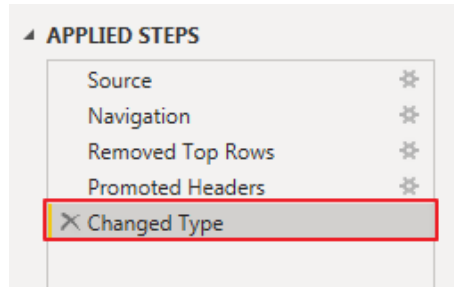 APPLIED STEPS
Source
Navigation
Removed Top Rows
Promoted Headers
Changed Type